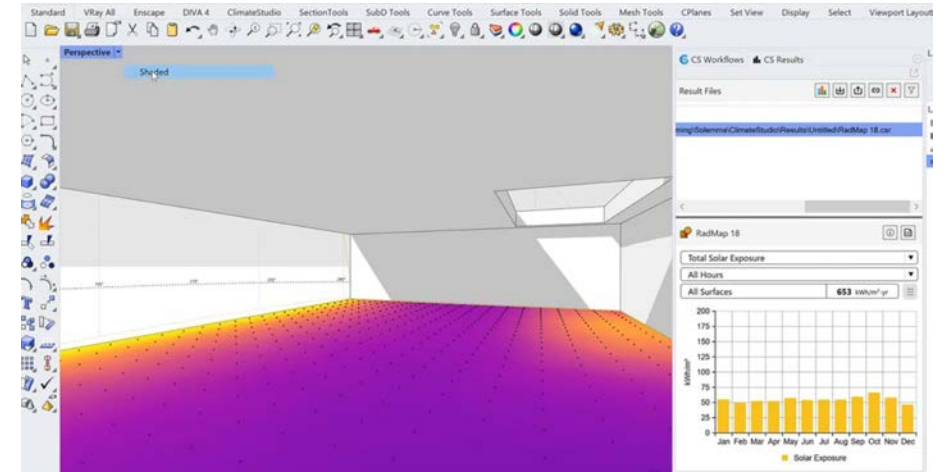 Standard VRay All Enscape DIVA 4 ClimateStudio SectionTools SubD Tools Curve Tools Surface Tools Solid Tools Mesh Tools CPlanes Set View Display Select Viewport Layout
Perspective
Shaded
CS Workflows CS Results
Result Files
ming\Solemma\ClimateStudio\Results\Untitled\RadMap 18.csr
RadMap 18
Total Solar Exposure
All Hours
All Surfaces 653 kWh/m² yr
200
175
150
125
100
75
50
25
0
kWh/m²
Jan Feb Mar Apr May Jun Jul Aug Sep Oct Nov Dec
Solar Exposure